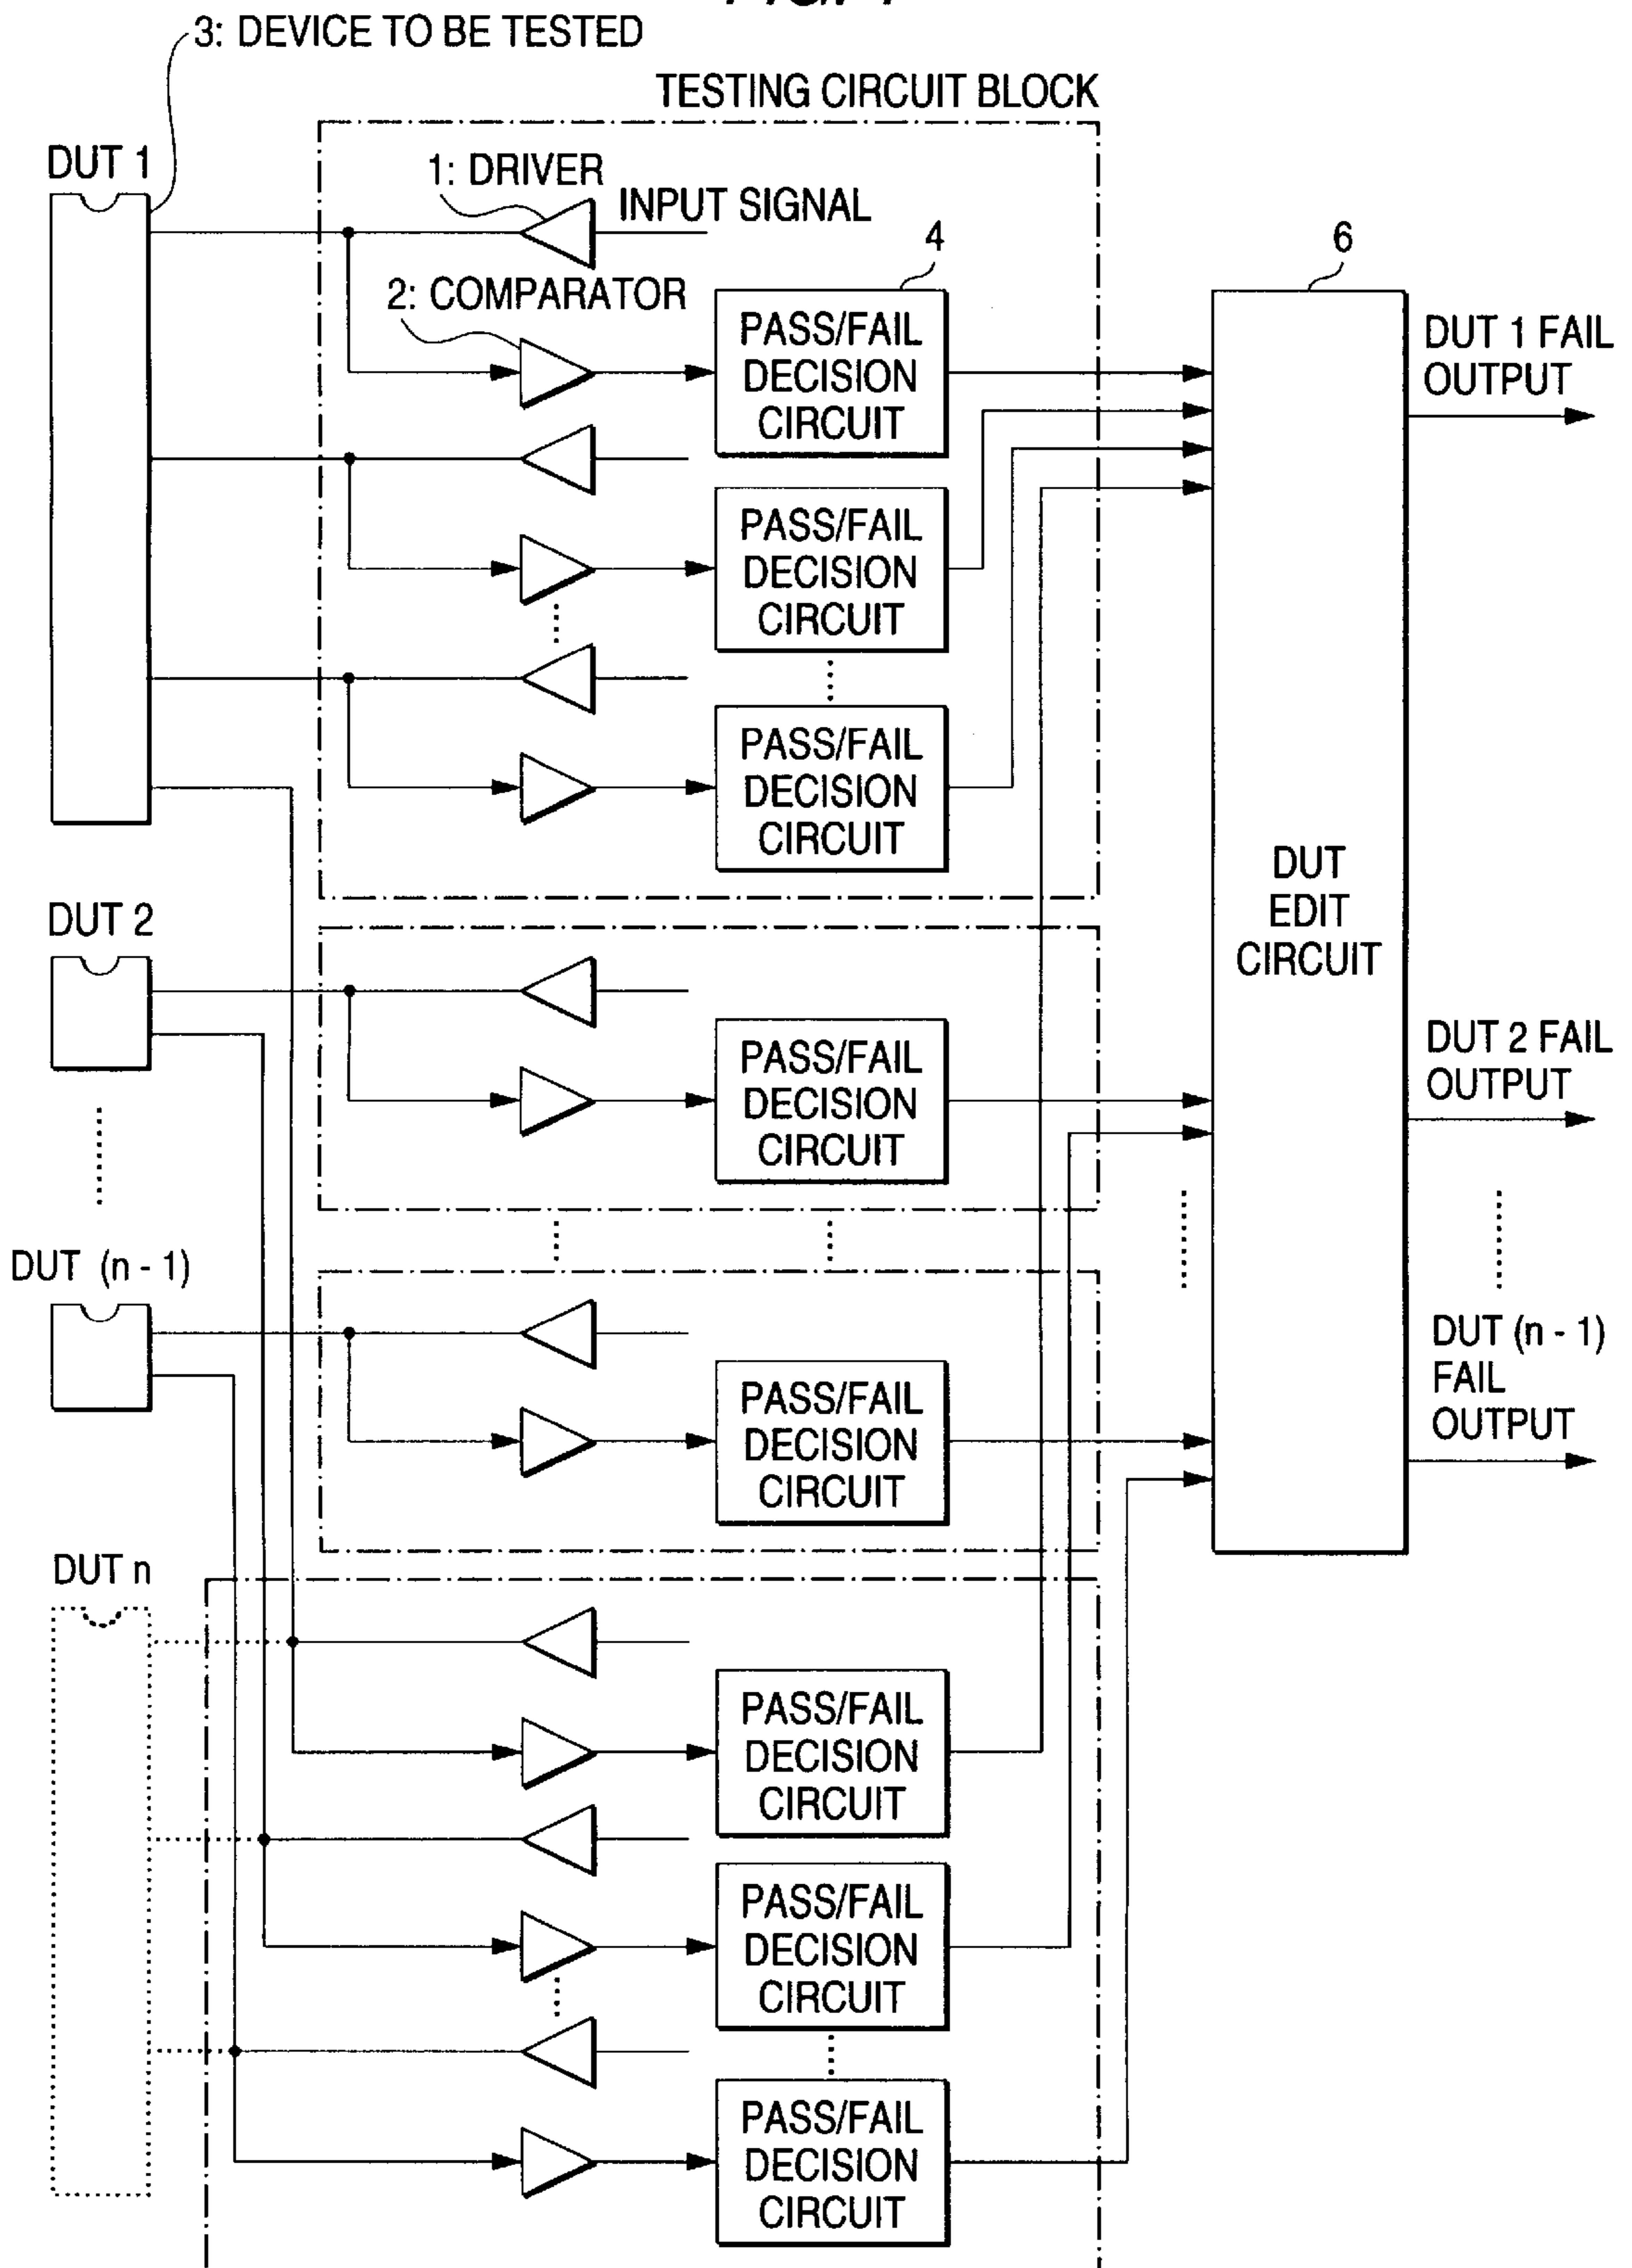 3: DEVICE TO BE TESTED
TESTING CIRCUIT BLOCK
DUT 1
1: DRIVER
INPUT SIGNAL
4
6
2: COMPARATOR
PASS/FAIL
DECISION
CIRCUIT
DUT 1 FAIL
OUTPUT
PASS/FAIL
DECISION
CIRCUIT
PASS/FAIL
DECISION
CIRCUIT
DUT
EDIT
CIRCUIT
DUT 2
PASS/FAIL
DECISION
CIRCUIT
DUT 2 FAIL
OUTPUT
DUT (n - 1)
PASS/FAIL
DECISION
CIRCUIT
DUT (n - 1)
FAIL
OUTPUT
DUT n
PASS/FAIL
DECISION
CIRCUIT
PASS/FAIL
DECISION
CIRCUIT
PASS/FAIL
DECISION
CIRCUIT